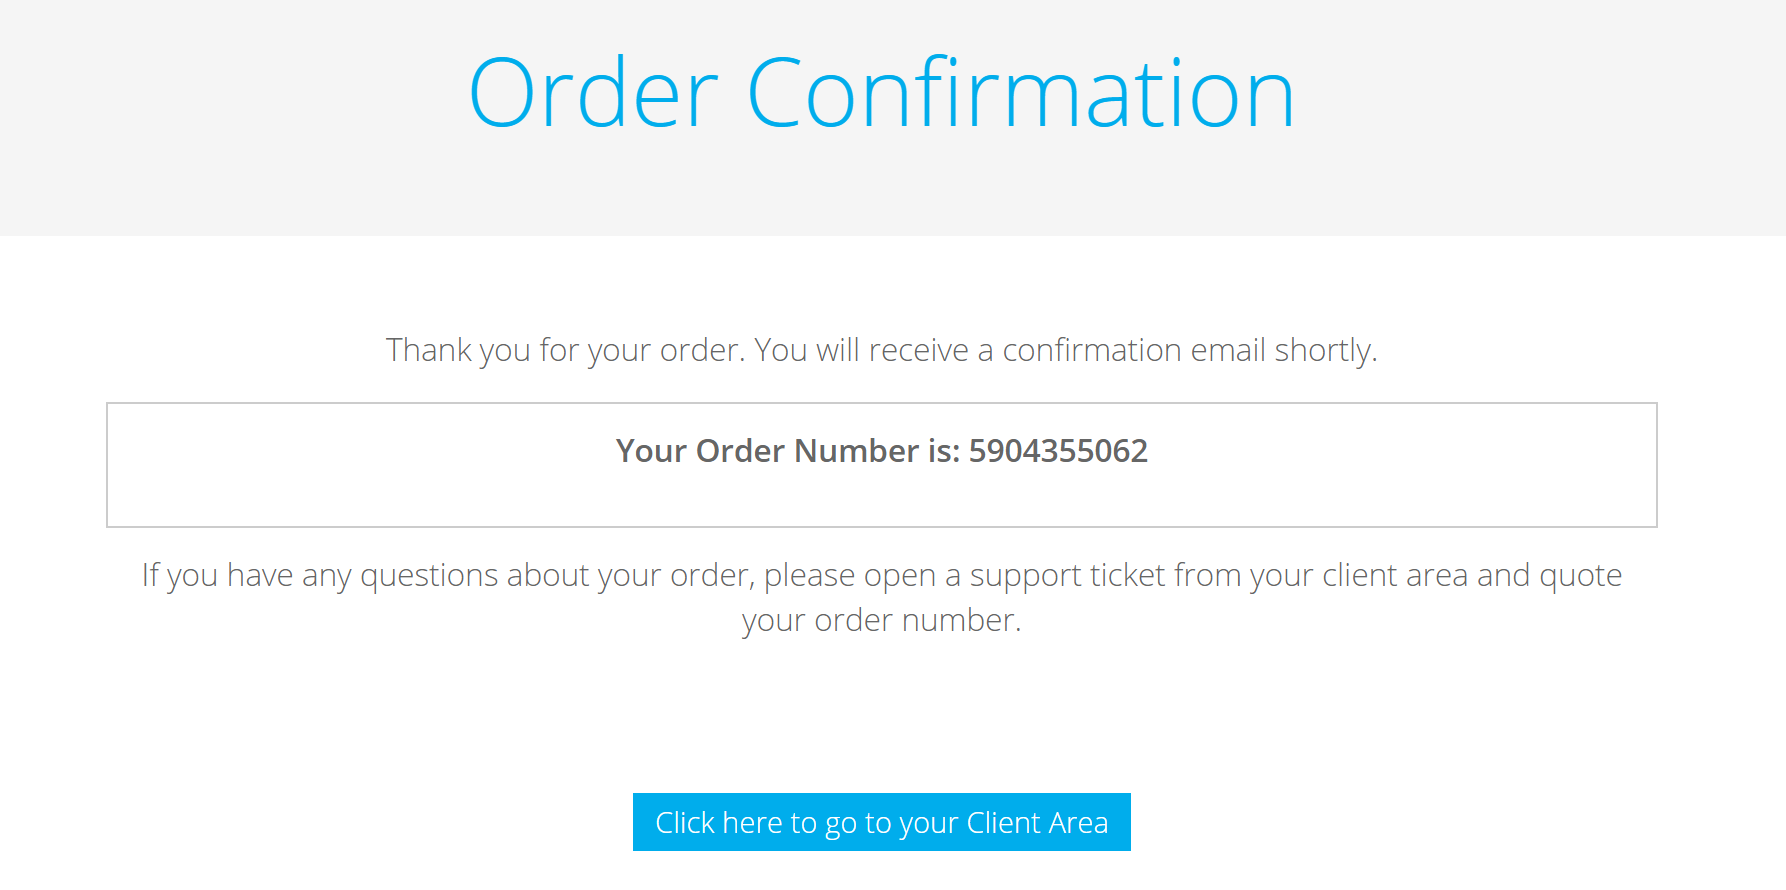 Order Confirmation
Thank you for your order. You will receive a confirmation email shortly.
Your Order Number is: 5904355062
If you have any questions about your order, please open a support ticket from your client area and quote
your order number.
Click here to go to your Client Area